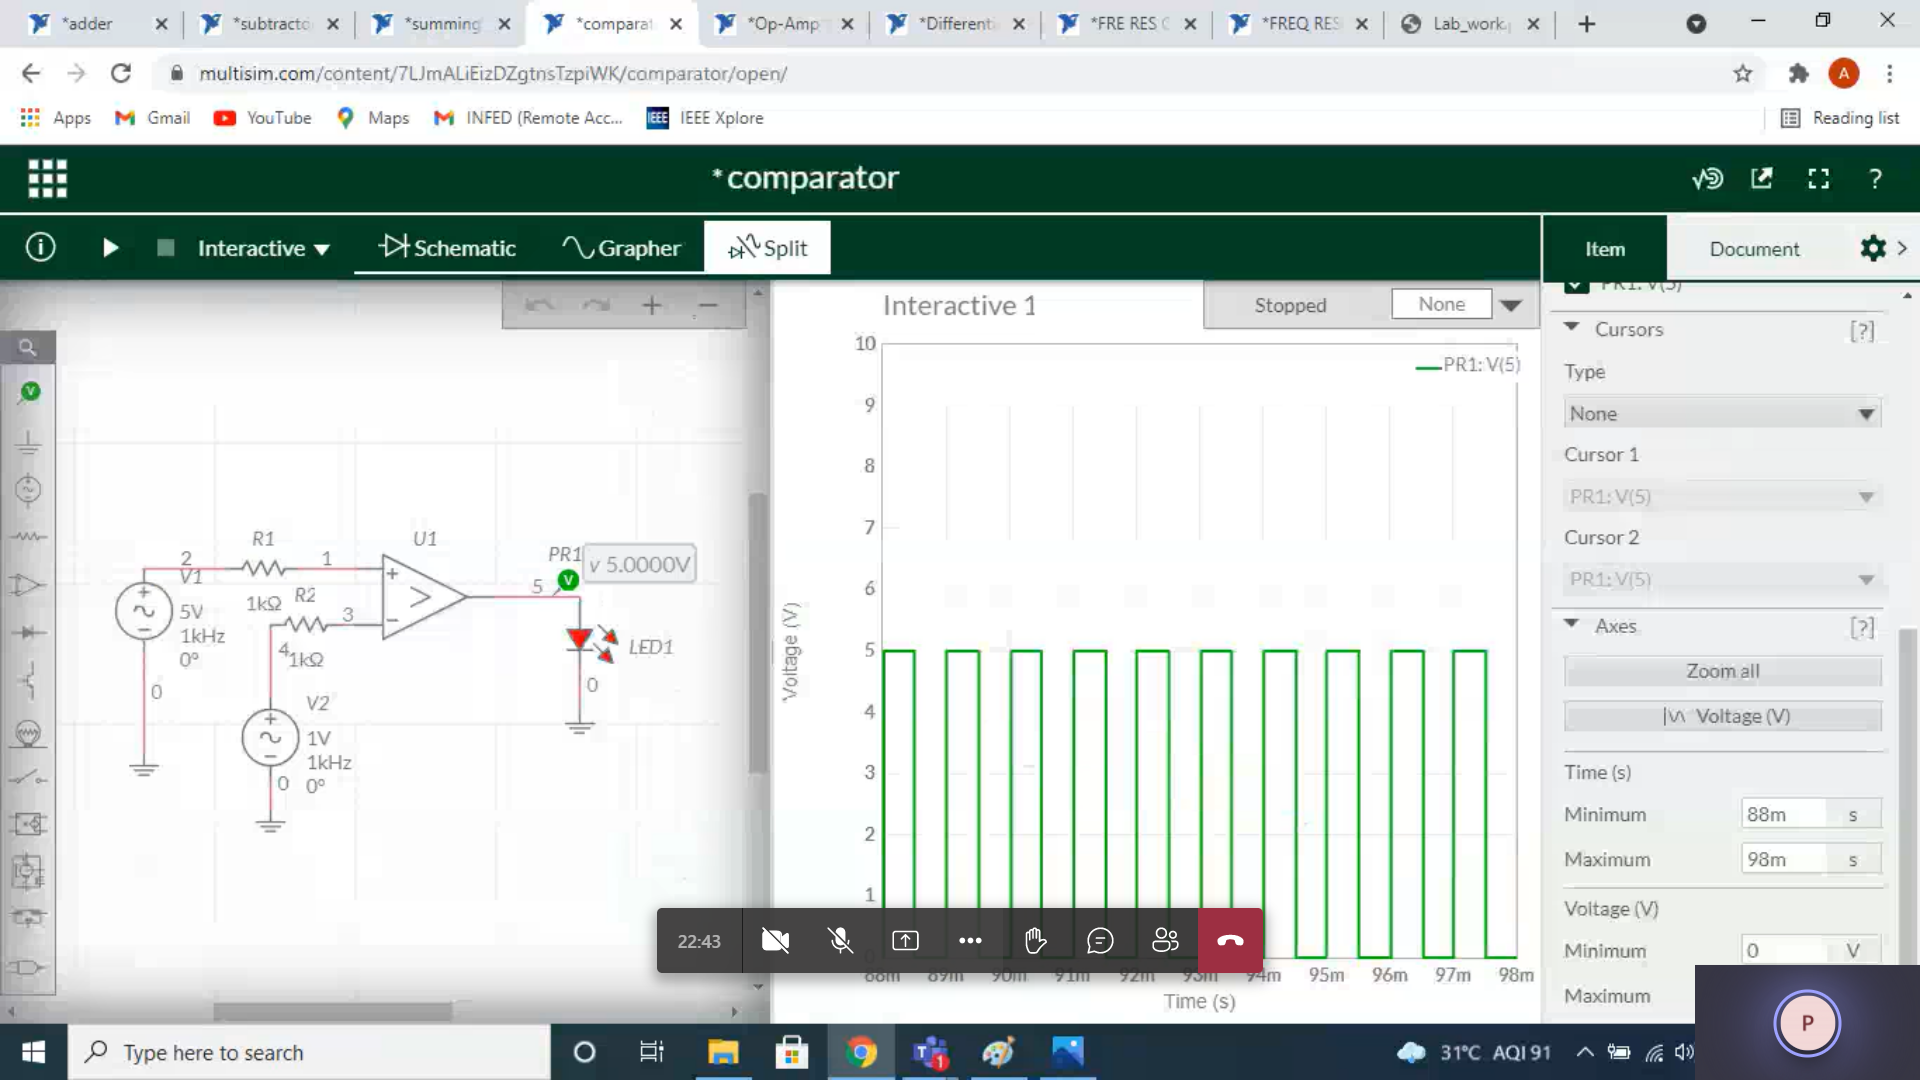 *adder
*subtracto
*summing
*comparat
*Op-Amp
*Differenti
*FRE RES C
*FREQ RES
Lab_work.
multisim.com/content/7LJmALiEizDZgtnsTzpiWK/comparator/open/
A
Apps
Gmail
YouTube
Maps
INFED (Remote Acc...
IEEE
IEEE Xplore
Reading list
*comparator
?
Interactive
Schematic
Grapher
Split
Item
Document
Interactive 1
Stopped
None
PR1: V(5)
Cursors
[?]
Type
None
Cursor 1
PR1: V(5)
Cursor 2
PR1: V(5)
Axes
[?]
Zoom all
Voltage (V)
Time (s)
Minimum
88m
s
Maximum
98m
s
Voltage (V)
Minimum
0
V
Maximum
V
R1
U1
2
1
V1
PR1
V
v 5.0000V
5
1kΩ
R2
3
5V
1kHz
0°
4
1kΩ
LED1
0
0
V2
1V
1kHz
0°
0
PR1: V(5)
10
9
8
7
6
5
4
3
2
1
Voltage (V)
88m
89m
90m
91m
92m
93m
94m
95m
96m
97m
98m
Time (s)
22:43
P
Type here to search
1
31°C AQI 91